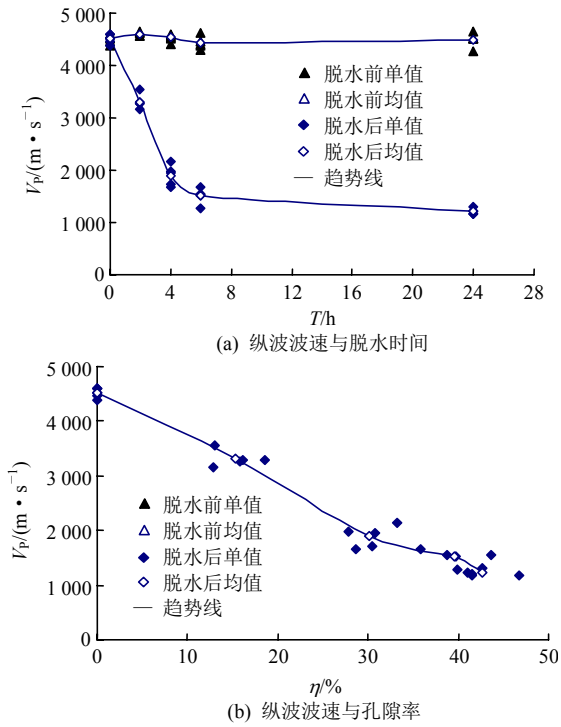 5 000
4 000
3 000
2 000
1 000
0
V_P/(m·s⁻¹)
▲ 脱水前单值
△ 脱水前均值
◆ 脱水后单值
◇ 脱水后均值
— 趋势线
0 4 8 12 16 20 24 28
T/h
(a) 纵波波速与脱水时间
5 000
4 000
3 000
2 000
1 000
0
V_P/(m·s⁻¹)
▲ 脱水前单值
△ 脱水前均值
◆ 脱水后单值
◇ 脱水后均值
— 趋势线
0 10 20 30 40 50
η/%
(b) 纵波波速与孔隙率